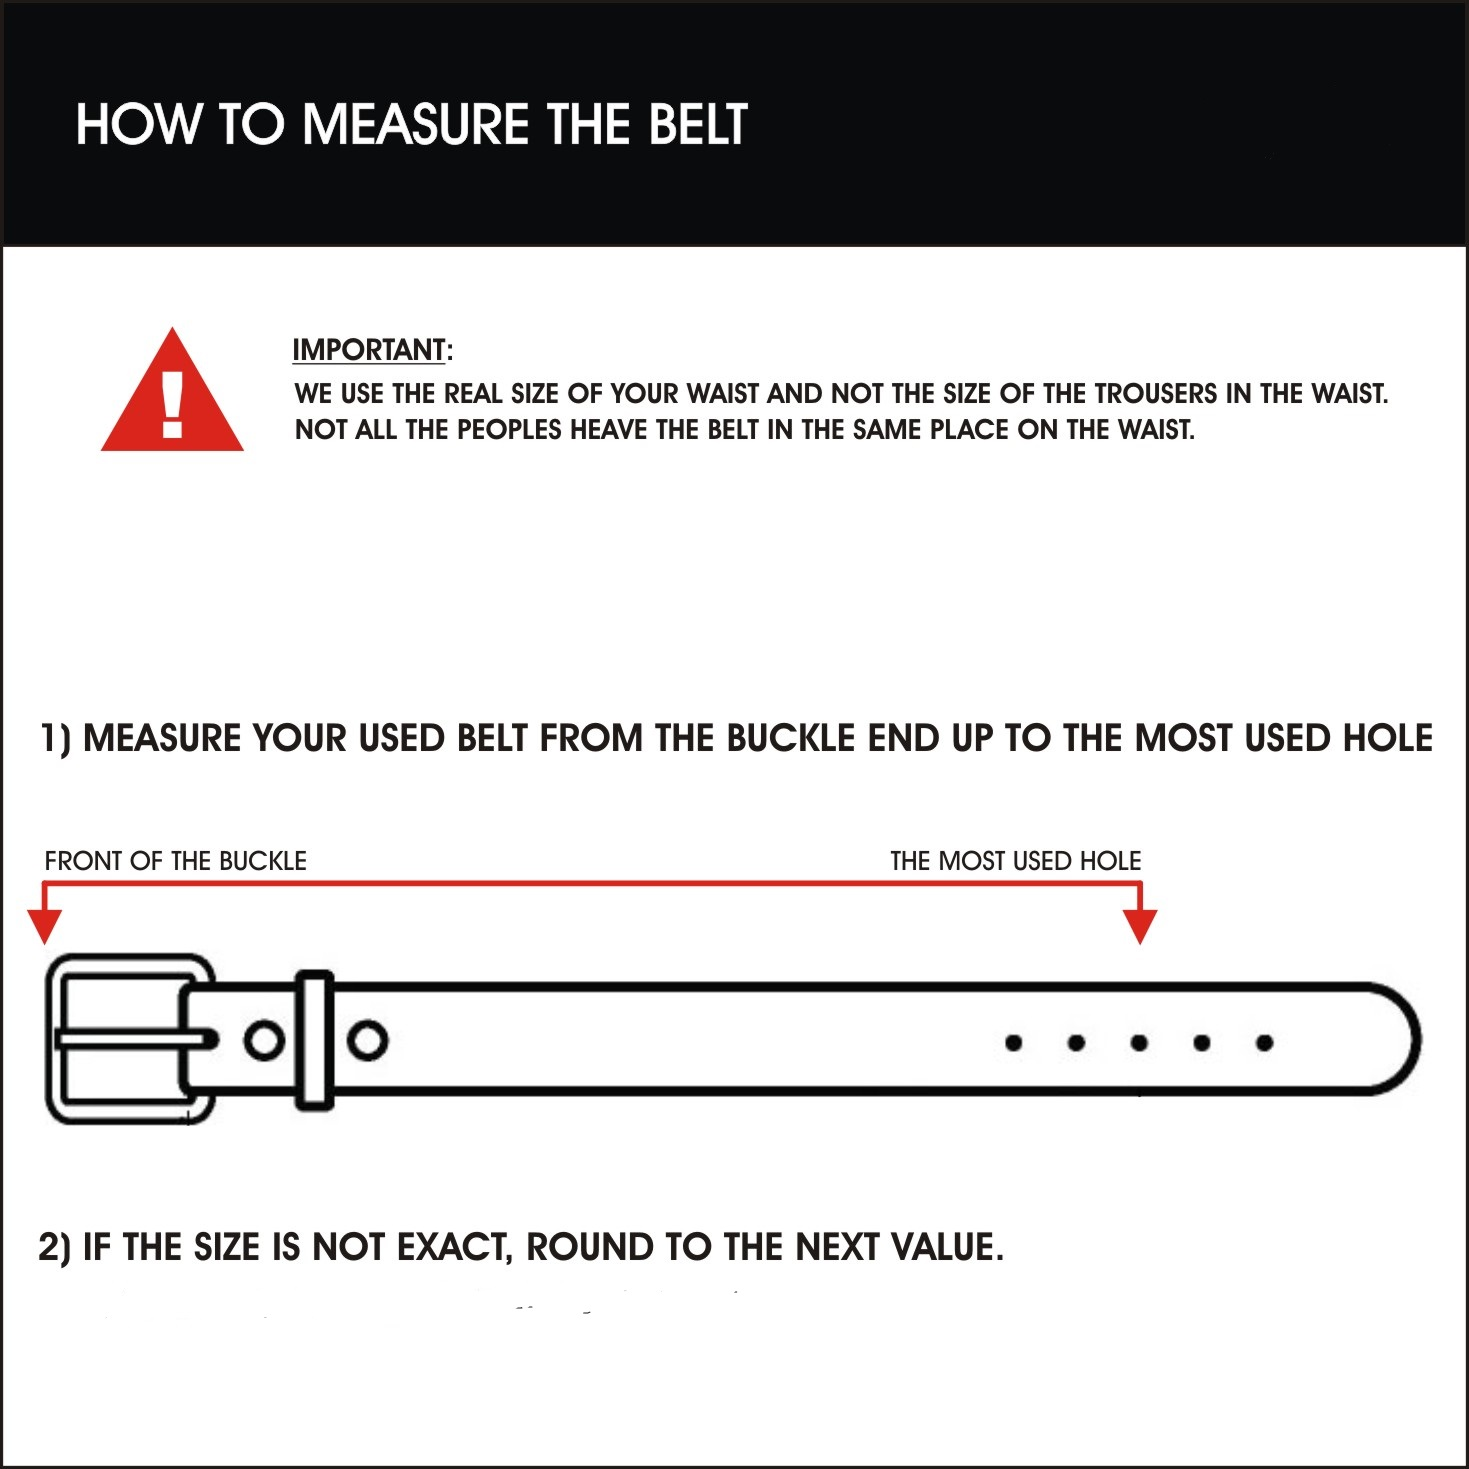 HOW TO MEASURE THE BELT
IMPORTANT:
WE USE THE REAL SIZE OF YOUR WAIST AND NOT THE SIZE OF THE TROUSERS IN THE WAIST.
NOT ALL THE PEOPLES HEAVE THE BELT IN THE SAME PLACE ON THE WAIST.
1) MEASURE YOUR USED BELT FROM THE BUCKLE END UP TO THE MOST USED HOLE
FRONT OF THE BUCKLE
THE MOST USED HOLE
2) IF THE SIZE IS NOT EXACT, ROUND TO THE NEXT VALUE.